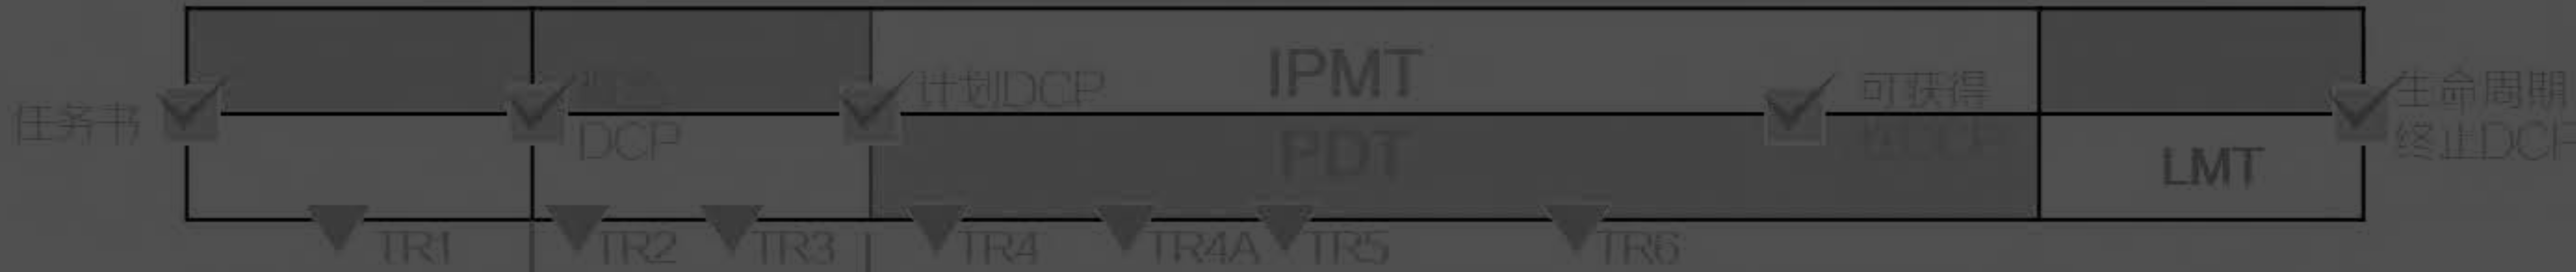 任务书
DCP
计划DCP
IPMT
PDT
可获得
LMT
生命周期
终止DCP
TR1
TR2
TR3
TR4
TR4A
TR5
TR6